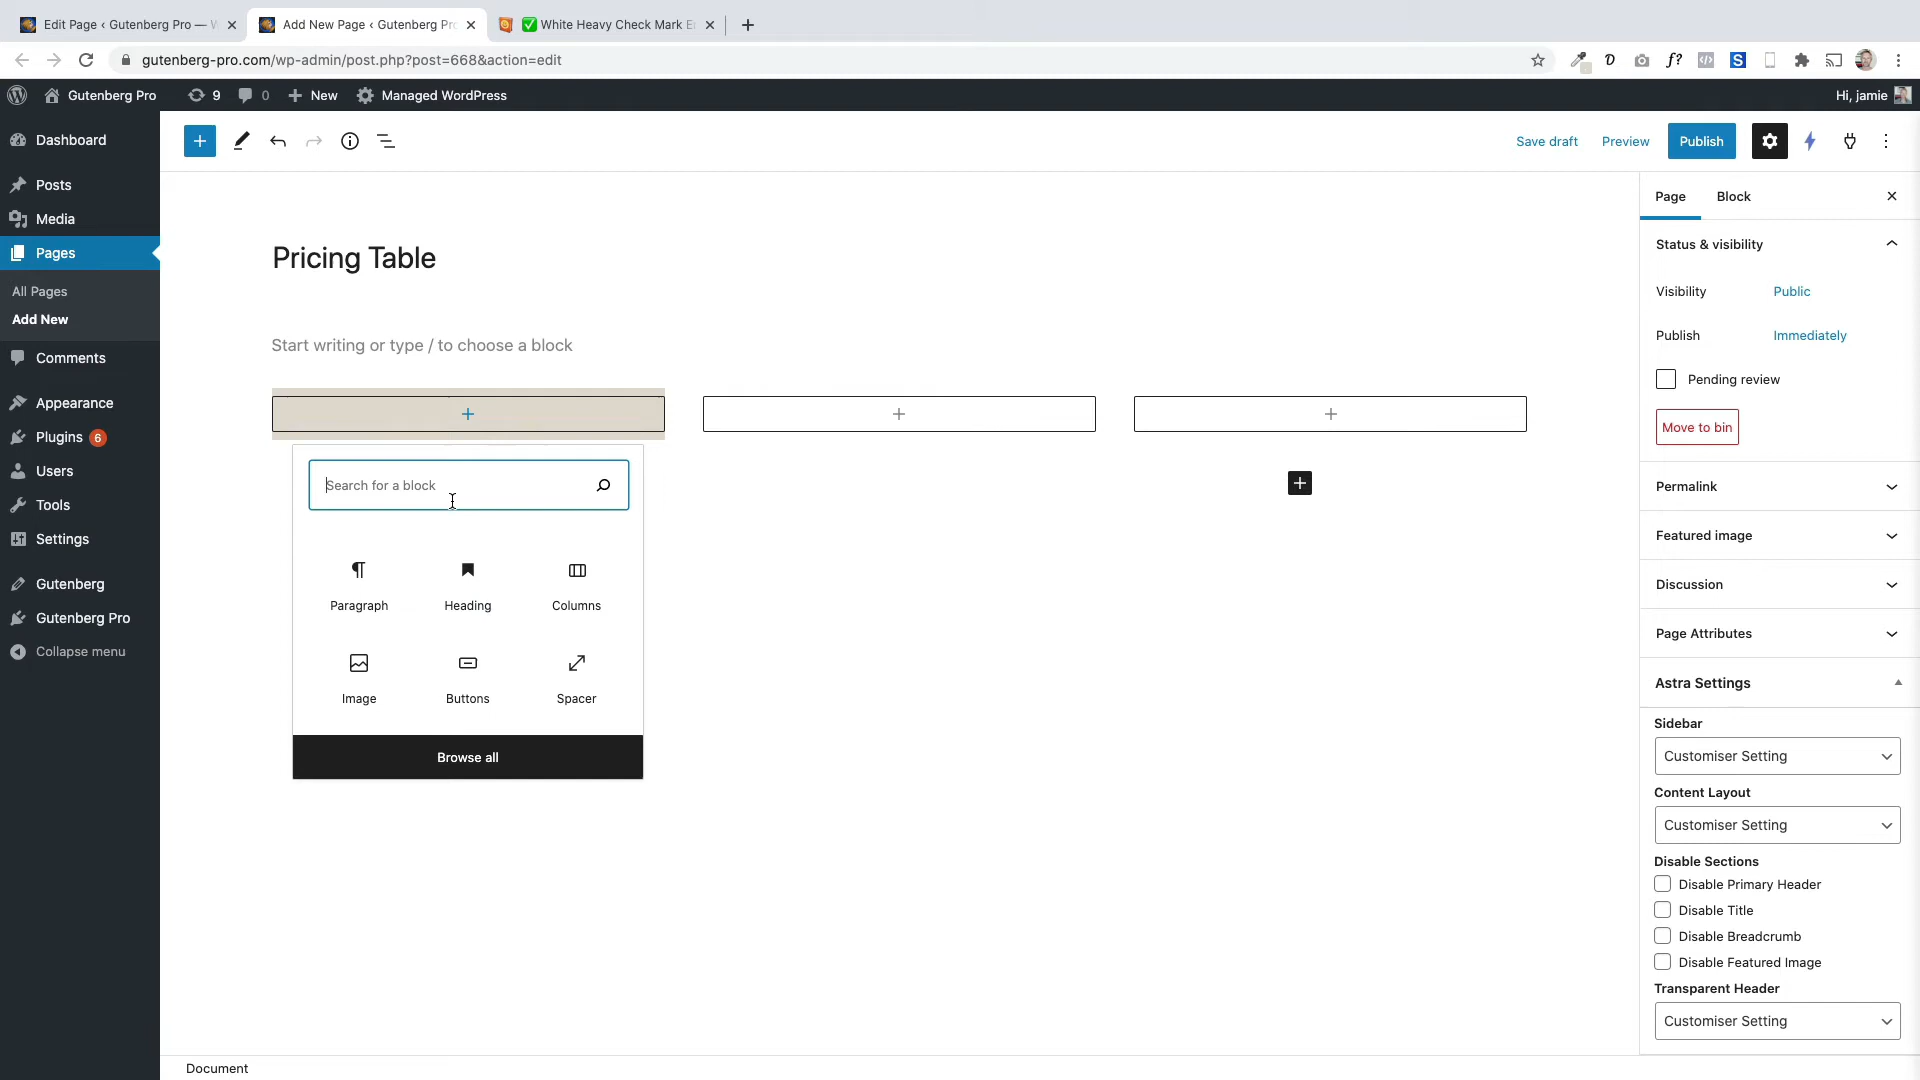 Edit Page ‹ Gutenberg Pro —
Add New Page ‹ Gutenberg Pro
White Heavy Check Mark
gutenberg-pro.com/wp-admin/post.php?post=668&action=edit
Gutenberg Pro
9
0
New
Managed WordPress
Hi, jamie
Dashboard
Posts
Media
Pages
All Pages
Add New
Comments
Appearance
Plugins 6
Users
Tools
Settings
Gutenberg
Gutenberg Pro
Collapse menu
Save draft
Preview
Publish
Pricing Table
Start writing or type / to choose a block
Search for a block
Paragraph
Heading
Columns
Image
Buttons
Spacer
Browse all
Page
Block
Status & visibility
Visibility
Public
Publish
Immediately
Pending review
Move to bin
Permalink
Featured image
Discussion
Page Attributes
Astra Settings
Sidebar
Customiser Setting
Content Layout
Customiser Setting
Disable Sections
Disable Primary Header
Disable Title
Disable Breadcrumb
Disable Featured Image
Transparent Header
Customiser Setting
Document